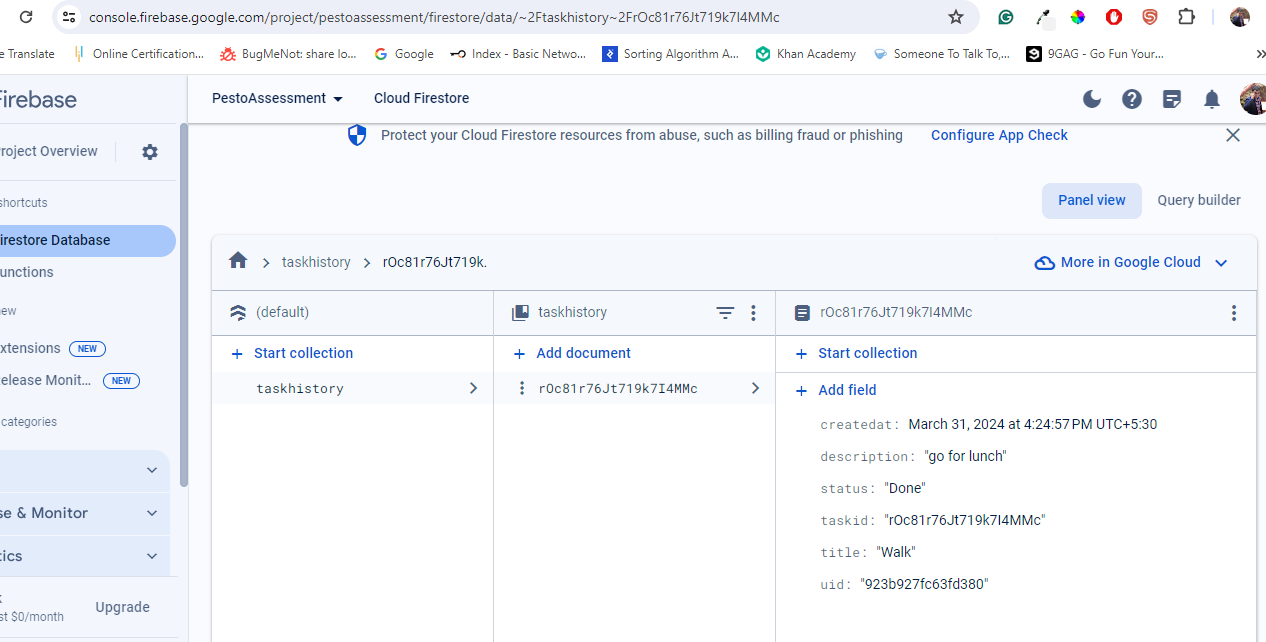 console.firebase.google.com/project/pestoassessment/firestore/data/~2Ftaskhistory~2FrOc81r76Jt719k7I4MMc
e Translate Online Certification... BugMeNot: share lo... Google Index - Basic Netwo... Sorting Algorithm A... Khan Academy Someone To Talk To,... 9GAG - Go Fun Your... »
Firebase PestoAssessment Cloud Firestore
Protect your Cloud Firestore resources from abuse, such as billing fraud or phishing Configure App Check
roject Overview
shortcuts
Panel view Query builder
irestore Database
taskhistory rOc81r76Jt719k. More in Google Cloud
unctions
ew
(default) taskhistory rOc81r76Jt719k7I4MMc
xtensions NEW
+ Start collection + Add document + Start collection
elease Monit... NEW
taskhistory rOc81r76Jt719k7I4MMc + Add field
categories
createdat: March 31, 2024 at 4:24:57 PM UTC+5:30
description: "go for lunch"
status: "Done"
se & Monitor
taskid: "rOc81r76Jt719k7I4MMc"
tics
title: "Walk"
uid: "923b927fc63fd380"
k
st $0/month Upgrade